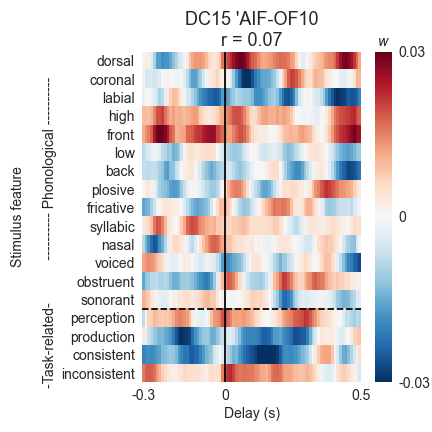 DC15 'AIF-OF10
r = 0.07
w
Stimulus feature
---------- Phonological ----------
-Task-related-
dorsal
coronal
labial
high
front
low
back
plosive
fricative
syllabic
nasal
voiced
obstruent
sonorant
perception
production
consistent
inconsistent
-0.3
0
0.5
Delay (s)
0.03
0
-0.03